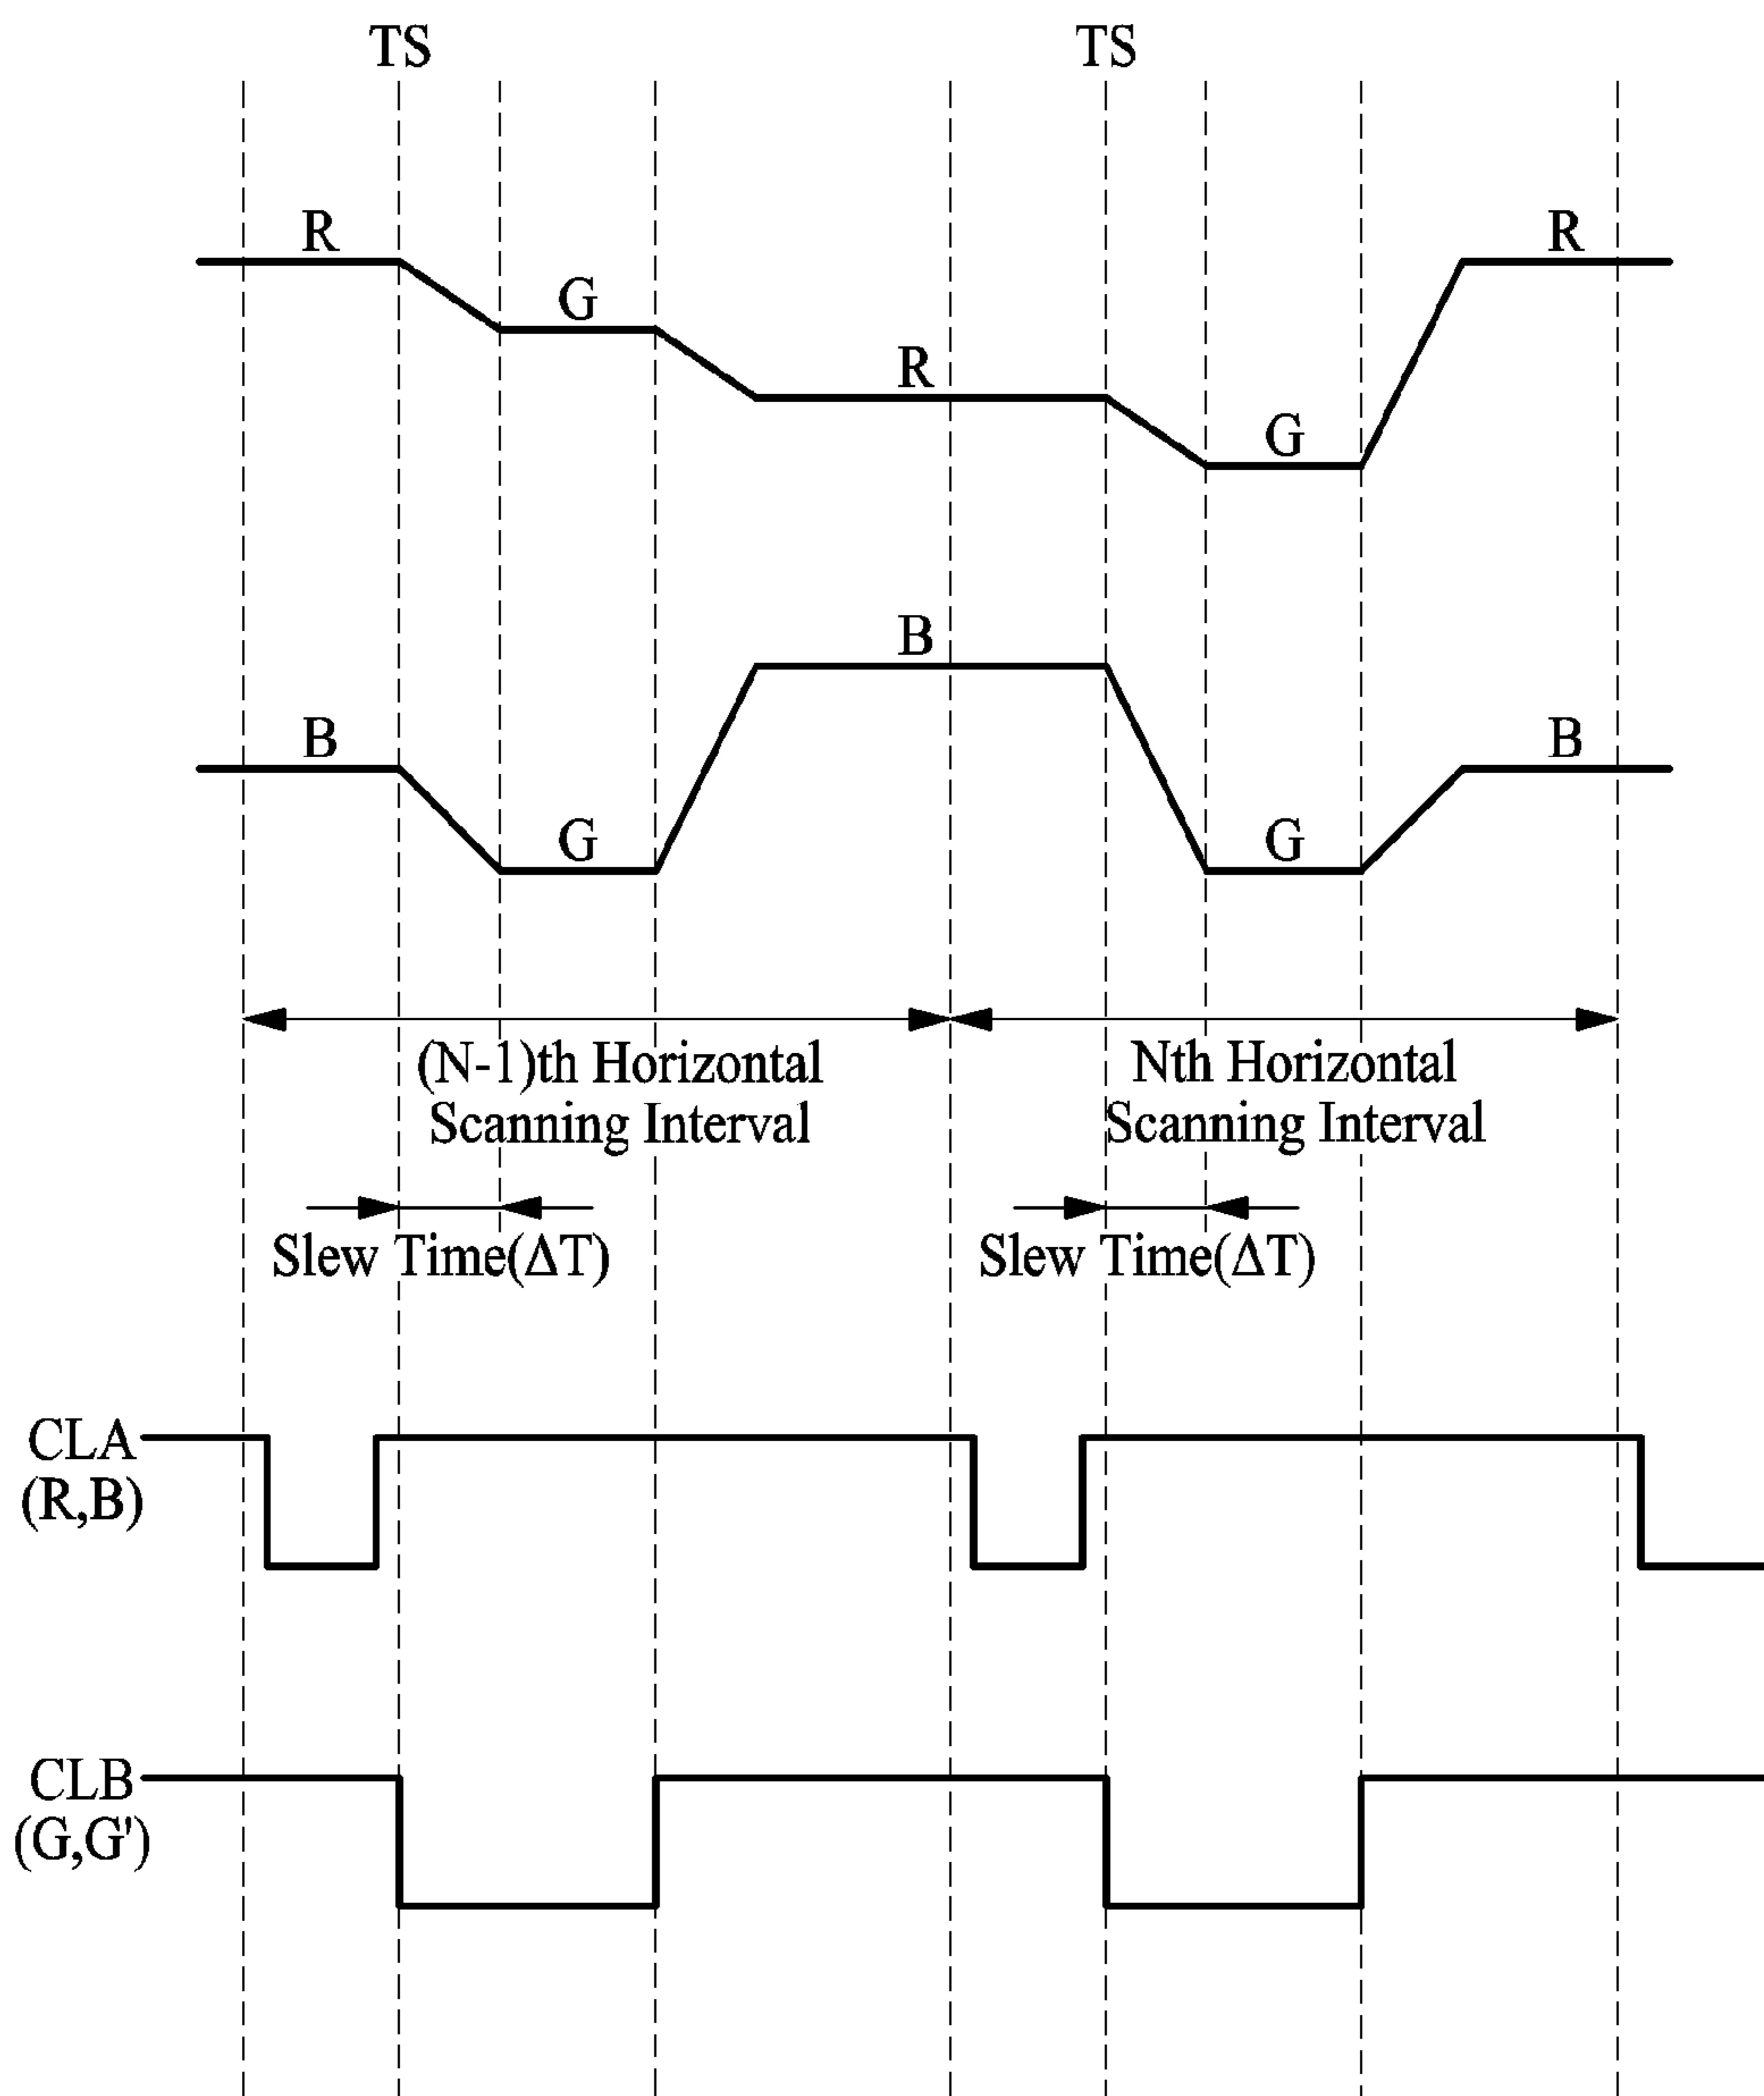 TS TS
R R
G
R
G
B
B B
G G
(N-1)th Horizontal Nth Horizontal
Scanning Interval Scanning Interval
Slew Time(ΔT) Slew Time(ΔT)
CLA
(R,B)
CLB
(G,G')